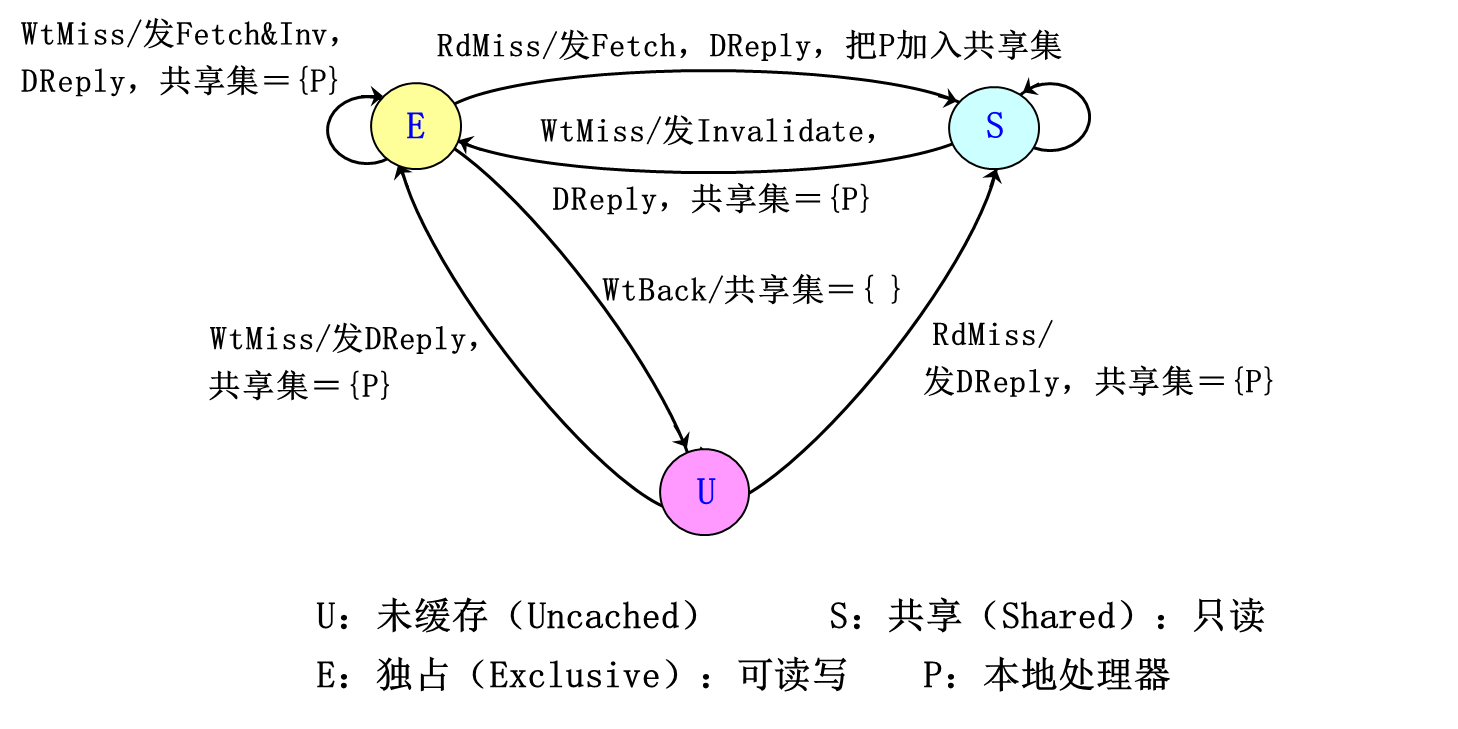 WtMiss/发Fetch&Inv，
DReply，共享集＝{P}
RdMiss/发Fetch，DReply，把P加入共享集
E
S
WtMiss/发Invalidate，
DReply，共享集＝{P}
WtBack/共享集＝{ }
WtMiss/发DReply，
共享集＝{P}
RdMiss/
发DReply，共享集＝{P}
U
U：未缓存（Uncached） S：共享（Shared）：只读
E：独占（Exclusive）：可读写 P：本地处理器